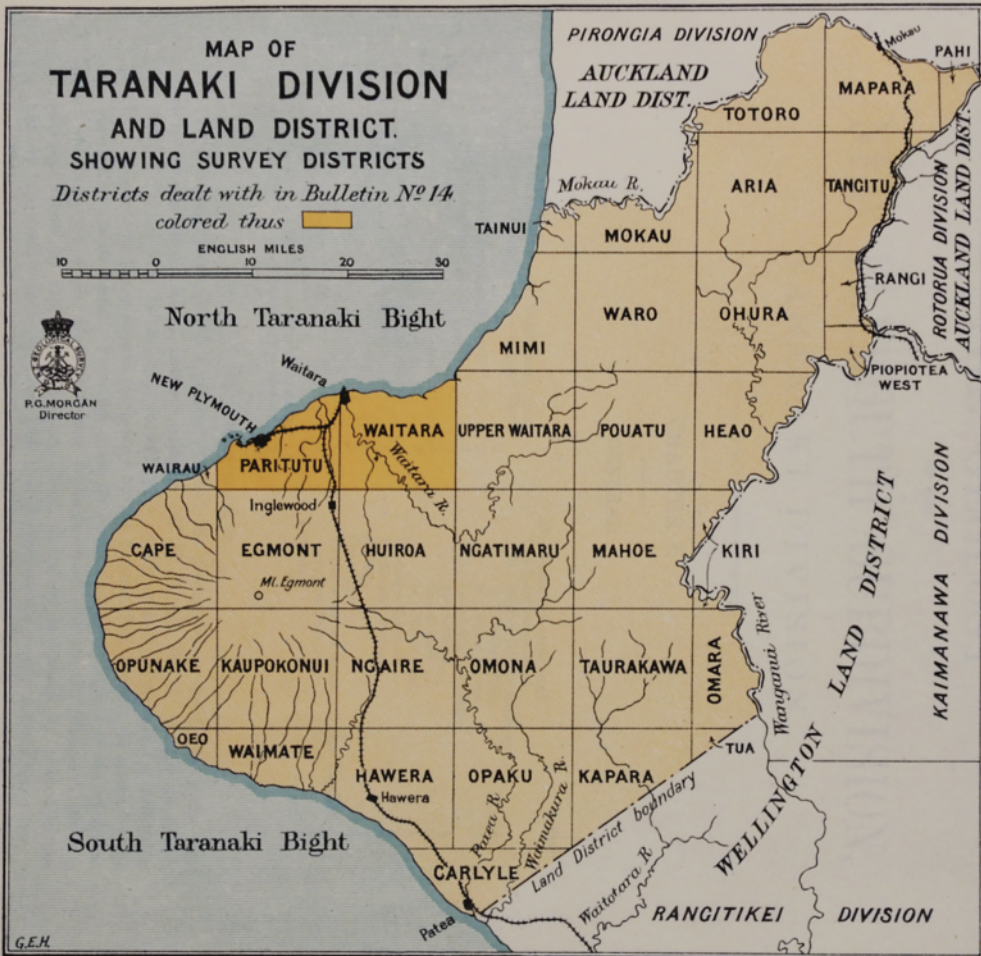 MAP OF
TARANAKI DIVISION
AND LAND DISTRICT.
SHOWING SURVEY DISTRICTS
Districts dealt with in Bulletin Nº 14
colored thus
ENGLISH MILES
10 0 10 20 30
PIRONGIA DIVISION
AUCKLAND
LAND DIST.
Mokau
PAHI
MAPARA
TOTORO
ARIA
TANGITU
Mokau R.
TAINUI
MOKAU
ROTORUA DIVISION
AUCKLAND LAND DIST.
RANGI
North Taranaki Bight
WARO
OHURA
MIMI
PIOPIOTEA
WEST
GEOLOGICAL SURVEY
P.G.MORGAN
Director
Waitara
NEW PLYMOUTH
WAITARA
UPPER WAITARA
POUATU
HEAO
WAIRAU
PARITUTU
Waitara R.
Inglewood
CAPE
EGMONT
HUIROA
NGATIMARU
MAHOE
KIRI
Mt. Egmont
OPUNAKE
KAUPOKONUI
NGAIRE
OMONA
TAURAKAWA
OMARA
Wanganui River
WELLINGTON LAND DISTRICT
KAIMANAWA DIVISION
OEO
WAIMATE
HAWERA
OPAKU
KAPARA
TUA
Hawera
Patea R.
Waimakura R.
Land District boundary
South Taranaki Bight
CARLYLE
Waitotara R.
Patea
RANGITIKEI DIVISION
G.E.H.